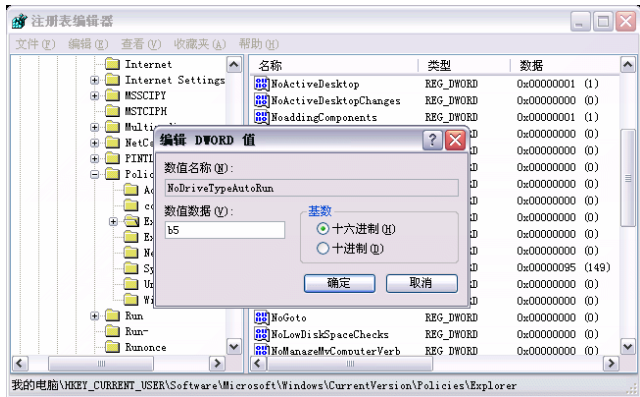 注册表编辑器
文件(F) 编辑(E) 查看(V) 收藏夹(A) 帮助(H)
Internet
Internet Settings
MSSCIPY
MSTCIPH
NetC
PINTL
Polic
Run
Run-
Runonce
名称 类型 数据
NoActiveDesktop REG_DWORD 0x00000001 (1)
NoActiveDesktopChanges REG_DWORD 0x00000000 (0)
NoaddingComponents REG_DWORD 0x00000001 (1)
0x00000000 (0)
0x00000000 (0)
0x00000000 (0)
0x00000000 (0)
0x00000000 (0)
0x00000000 (0)
0x00000000 (0)
0x00000000 (0)
0x00000095 (149)
0x00000000 (0)
0x00000000 (0)
NoGoto REG_DWORD 0x00000000 (0)
NoLowDiskSpaceChecks REG_DWORD 0x00000000 (0)
NoManageMyComputerVerb REG_DWORD 0x00000000 (0)
编辑 DWORD 值
数值名称(N):
NoDriveTypeAutoRun
数值数据(V):
b5
基数
十六进制(H)
十进制(D)
确定 取消
我的电脑\HKEY_CURRENT_USER\Software\Microsoft\Windows\CurrentVersion\Policies\Explorer